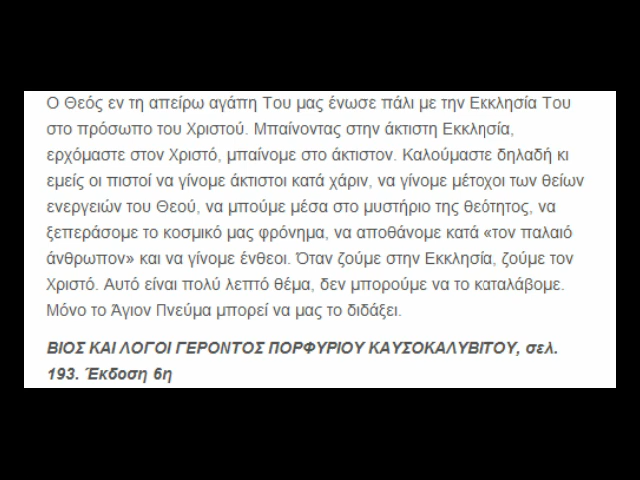 Ο Θεός εν τη απείρω αγάπη Του μας ένωσε πάλι με την Εκκλησία Του
στο πρόσωπο του Χριστού. Μπαίνοντας στην άκτιστη Εκκλησία,
ερχόμαστε στον Χριστό, μπαίνομε στο άκτιστον. Καλούμαστε δηλαδή κι
εμείς οι πιστοί να γίνομε άκτιστοι κατά χάριν, να γίνομε μέτοχοι των θείων
ενεργειών του Θεού, να μπούμε μέσα στο μυστήριο της θεότητος, να
ξεπεράσομε το κοσμικό μας φρόνημα, να αποθάνομε κατά «τον παλαιό
άνθρωπον» και να γίνομε ένθεοι. Όταν ζούμε στην Εκκλησία, ζούμε τον
Χριστό. Αυτό είναι πολύ λεπτό θέμα, δεν μπορούμε να το καταλάβομε.
Μόνο το Άγιον Πνεύμα μπορεί να μας το διδάξει.
ΒΙΟΣ ΚΑΙ ΛΟΓΟΙ ΓΕΡΟΝΤΟΣ ΠΟΡΦΥΡΙΟΥ ΚΑΥΣΟΚΑΛΥΒΙΤΟΥ, σελ.
193. Έκδοση 6η